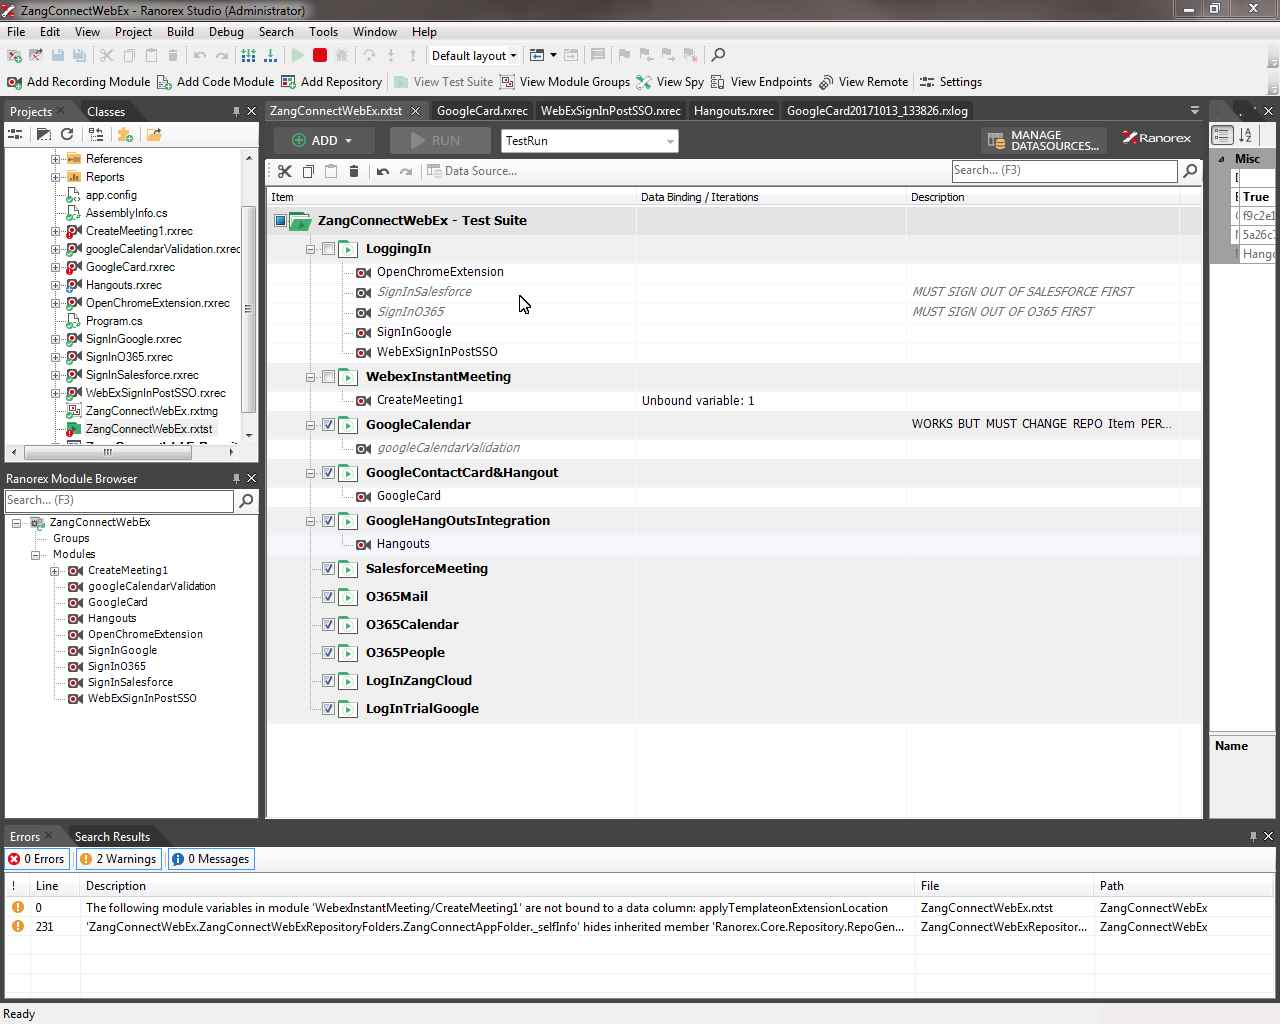 ZangConnectWebEx - Ranorex Studio (Administrator)
File Edit View Project Build Debug Search Tools Window Help
Default layout
Add Recording Module Add Code Module Add Repository View Test Suite View Module Groups View Spy View Endpoints View Remote Settings
Projects Classes
ZangConnectWebEx.rxtst GoogleCard.rxrec WebExSignInPostSSO.rxrec Hangouts.rxrec GoogleCard20171013_133826.rxlog
ADD RUN TestRun MANAGE DATASOURCES... Ranorex
Data Source... Search... (F3)
Item Data Binding / Iterations Description
References
Reports
app.config
AssemblyInfo.cs
CreateMeeting1.rxrec
googleCalendarValidation.rxrec
GoogleCard.rxrec
Hangouts.rxrec
OpenChromeExtension.rxrec
Program.cs
SignInGoogle.rxrec
SignInO365.rxrec
SignInSalesforce.rxrec
WebExSignInPostSSO.rxrec
ZangConnectWebEx.rxtmg
ZangConnectWebEx.rxtst
ZangConnectWebEx - Test Suite
LoggingIn
OpenChromeExtension
SignInSalesforce MUST SIGN OUT OF SALESFORCE FIRST
SignInO365 MUST SIGN OUT OF O365 FIRST
SignInGoogle
WebExSignInPostSSO
WebexInstantMeeting
CreateMeeting1 Unbound variable: 1
GoogleCalendar WORKS BUT MUST CHANGE REPO Item PER...
googleCalendarValidation
GoogleContactCard&Hangout
GoogleCard
GoogleHangOutsIntegration
Hangouts
SalesforceMeeting
O365Mail
O365Calendar
O365People
LogInZangCloud
LogInTrialGoogle
Misc
True
f9c2e1
5a26c
Hango
Name
Ranorex Module Browser
Search... (F3)
ZangConnectWebEx
Groups
Modules
CreateMeeting1
googleCalendarValidation
GoogleCard
Hangouts
OpenChromeExtension
SignInGoogle
SignInO365
SignInSalesforce
WebExSignInPostSSO
Errors Search Results
0 Errors 2 Warnings 0 Messages
! Line Description File Path
0 The following module variables in module 'WebexInstantMeeting/CreateMeeting1' are not bound to a data column: applyTemplateonExtensionLocation ZangConnectWebEx.rxtst ZangConnectWebEx
231 'ZangConnectWebEx.ZangConnectWebExRepositoryFolders.ZangConnectAppFolder._selfInfo' hides inherited member 'Ranorex.Core.Repository.RepoGen... ZangConnectWebExRepositor... ZangConnectWebEx
Ready